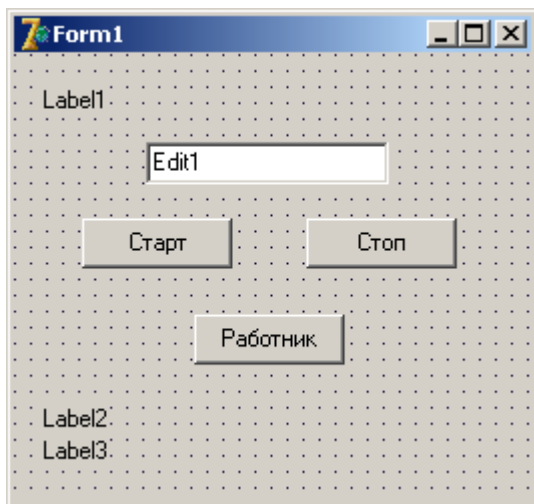 Form1
Label1
Edit1
Старт
Стоп
Работник
Label2
Label3